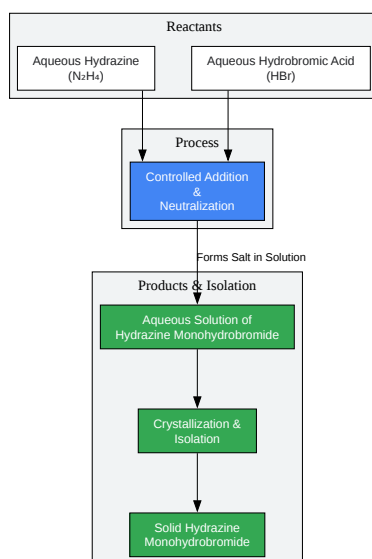 Reactants
Aqueous Hydrazine
(N₂H₄)
Aqueous Hydrobromic Acid
(HBr)
Process
Controlled Addition
&
Neutralization
Forms Salt in Solution
Products & Isolation
Aqueous Solution of
Hydrazine Monohydrobromide
Crystallization &
Isolation
Solid Hydrazine
Monohydrobromide